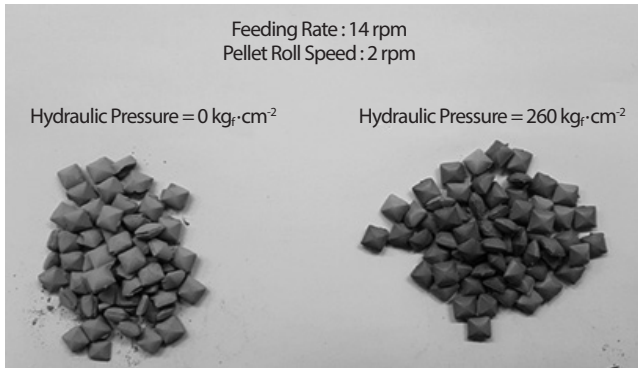 Feeding Rate : 14 rpm
Pellet Roll Speed : 2 rpm
Hydraulic Pressure = 0 kgf·cm-2
Hydraulic Pressure = 260 kgf·cm-2